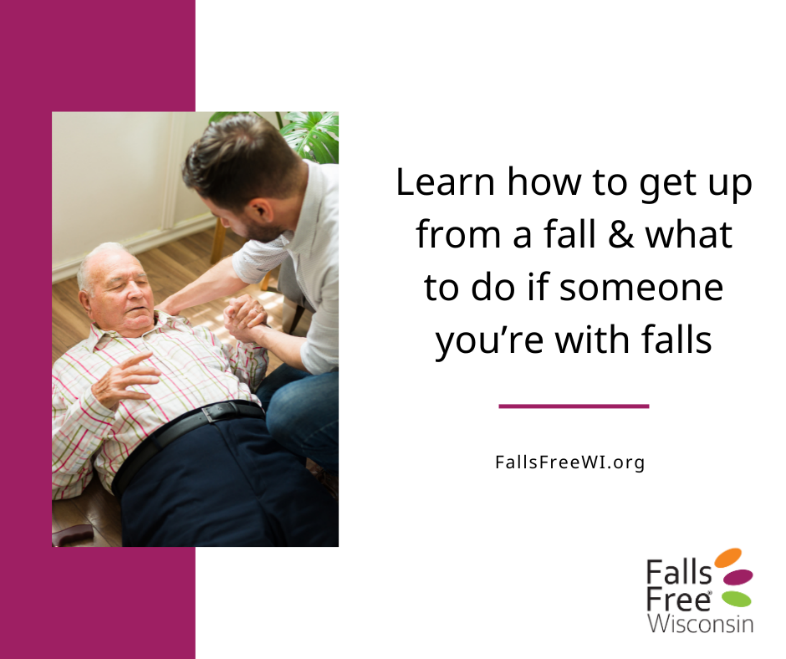 Learn how to get up
from a fall & what
to do if someone
you’re with falls
FallsFreeWI.org
Falls
Free®
Wisconsin